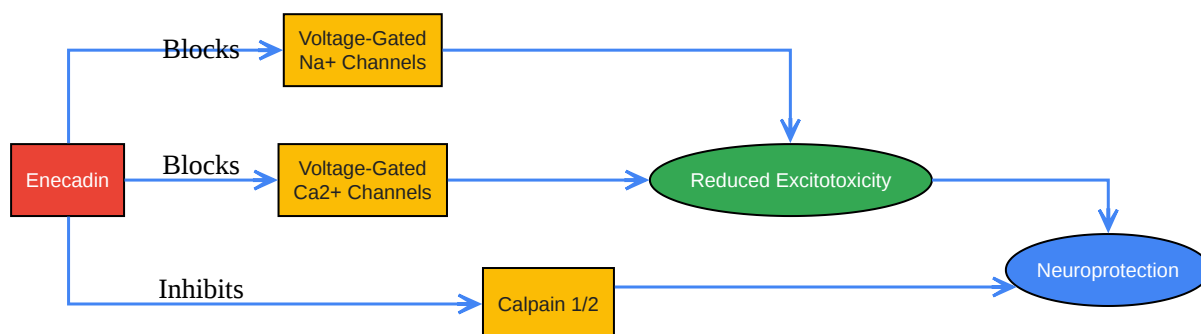 Blocks
Voltage-Gated
Na+ Channels
Enecadin
Blocks
Voltage-Gated
Ca2+ Channels
Reduced Excitotoxicity
Neuroprotection
Inhibits
Calpain 1/2